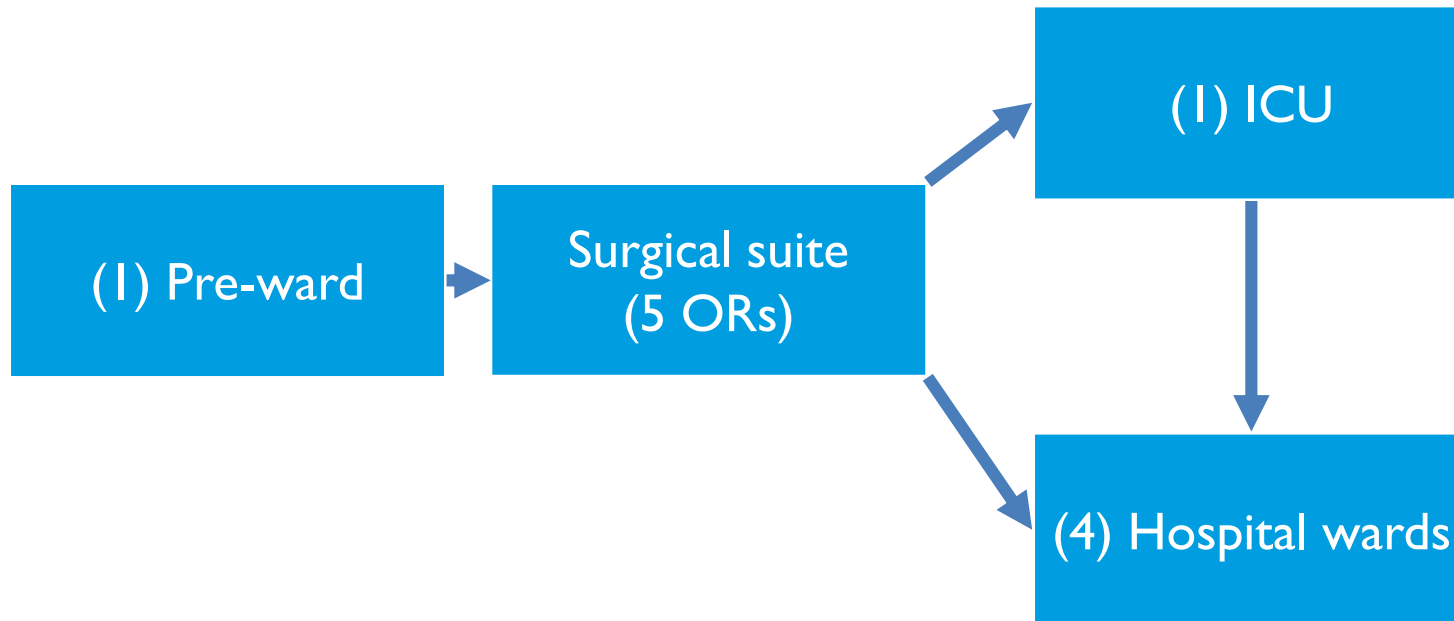 (1) Pre-ward
Surgical suite
(5 ORs)
(1) ICU
(4) Hospital wards